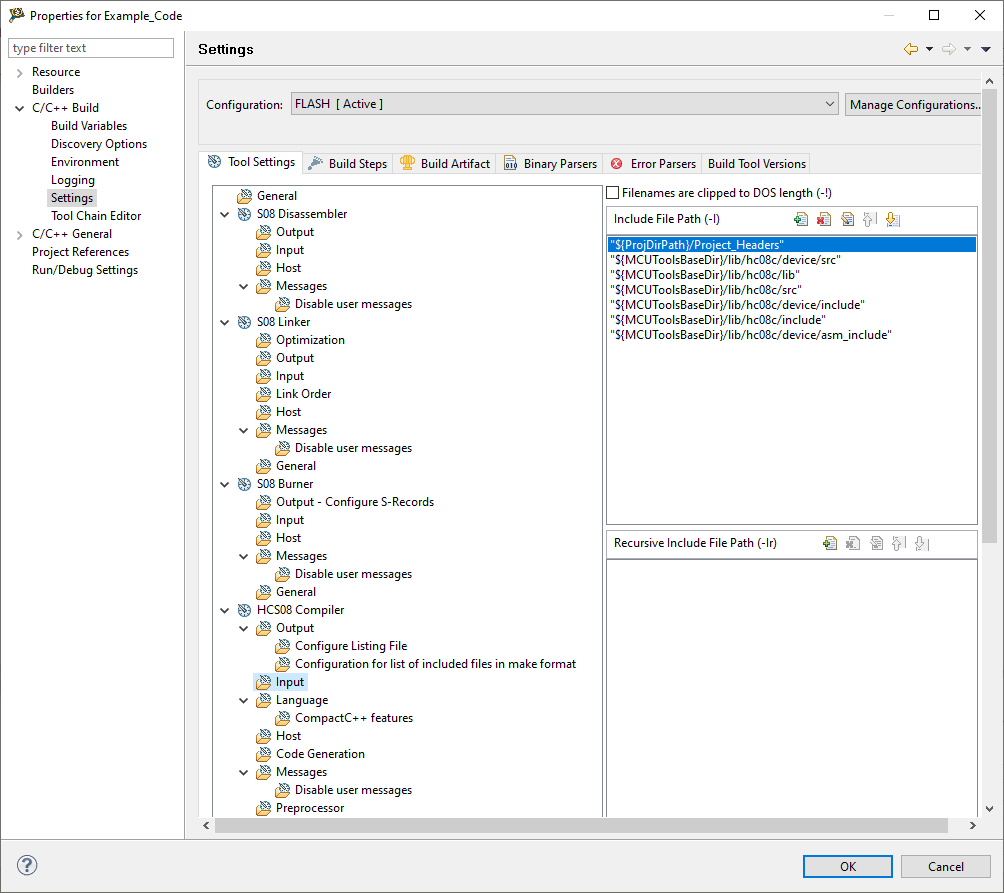 Properties for Example_Code
type filter text
Resource
Builders
C/C++ Build
Build Variables
Discovery Options
Environment
Logging
Settings
Tool Chain Editor
C/C++ General
Project References
Run/Debug Settings
Settings
Configuration: FLASH [ Active ] Manage Configurations..
Tool Settings Build Steps Build Artifact Binary Parsers Error Parsers Build Tool Versions
General
S08 Disassembler
Output
Input
Host
Messages
Disable user messages
S08 Linker
Optimization
Output
Input
Link Order
Host
Messages
Disable user messages
General
S08 Burner
Output - Configure S-Records
Input
Host
Messages
Disable user messages
General
HCS08 Compiler
Output
Configure Listing File
Configuration for list of included files in make format
Input
Language
CompactC++ features
Host
Code Generation
Messages
Disable user messages
Preprocessor
Filenames are clipped to DOS length (-!)
Include File Path (-I)
"${ProjDirPath}/Project_Headers"
"${MCUToolsBaseDir}/lib/hc08c/device/src"
"${MCUToolsBaseDir}/lib/hc08c/lib"
"${MCUToolsBaseDir}/lib/hc08c/src"
"${MCUToolsBaseDir}/lib/hc08c/device/include"
"${MCUToolsBaseDir}/lib/hc08c/include"
"${MCUToolsBaseDir}/lib/hc08c/device/asm_include"
Recursive Include File Path (-Ir)
OK Cancel